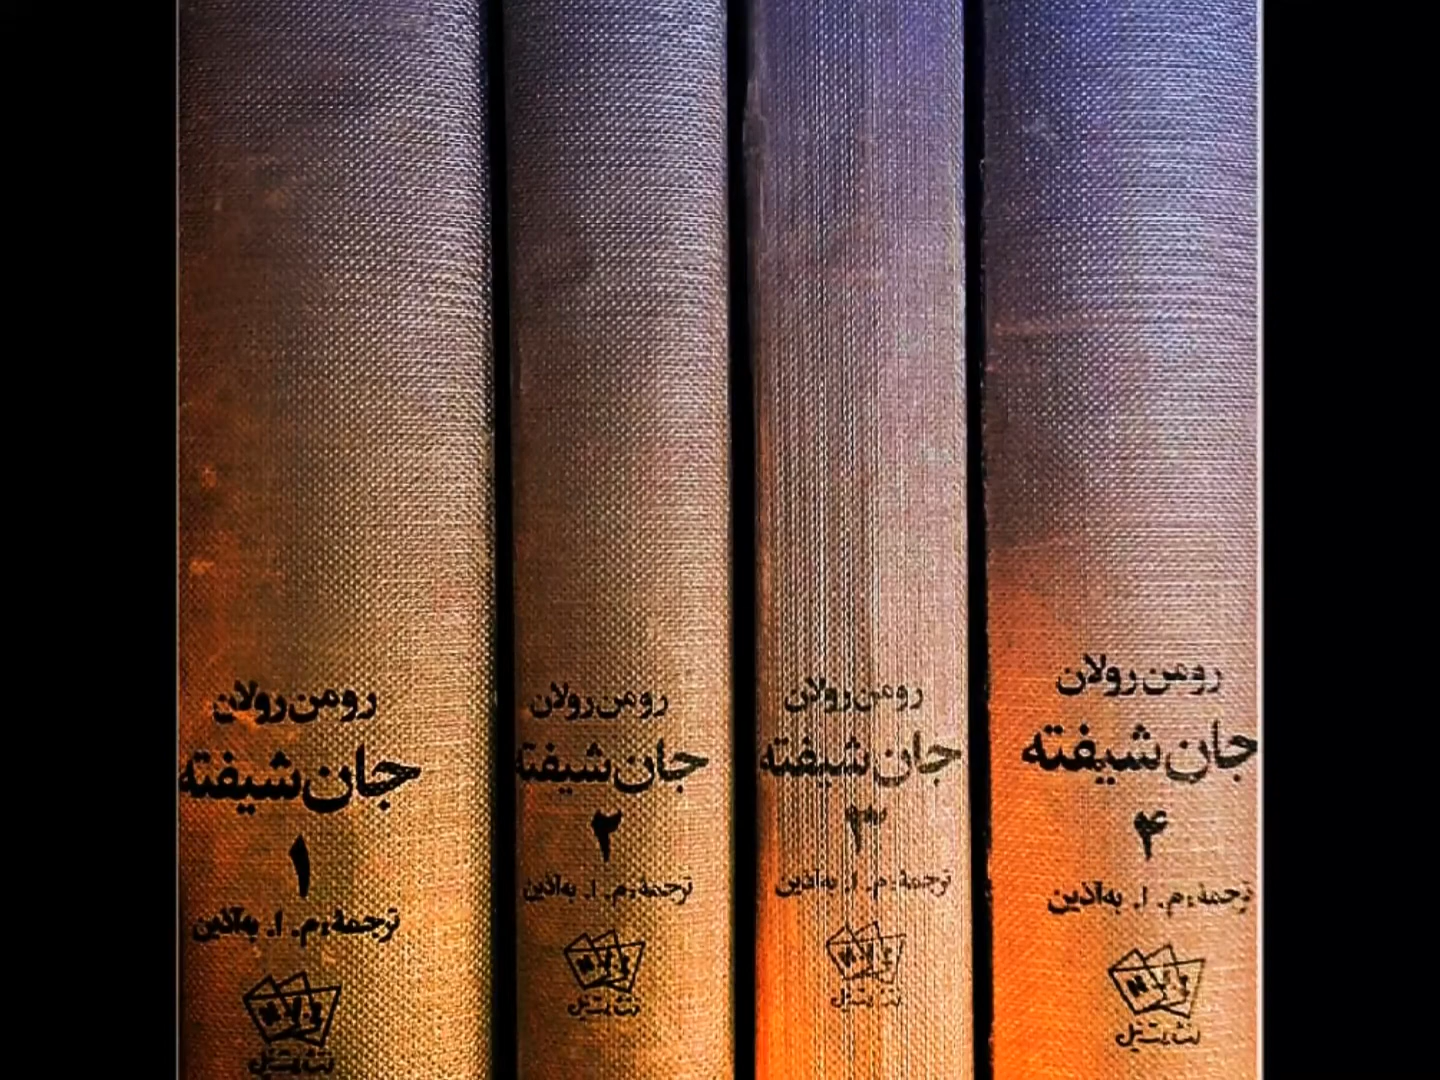 رومن رولان
جان شیفته
۱
ترجمهٔ م. ا. به‌آذین
رومن رولان
جان شیفته
۲
ترجمهٔ م. ا. به‌آذین
رومن رولان
جان شیفته
۳
ترجمهٔ م. ا. به‌آذین
رومن رولان
جان شیفته
۴
ترجمهٔ م. ا. به‌آذین